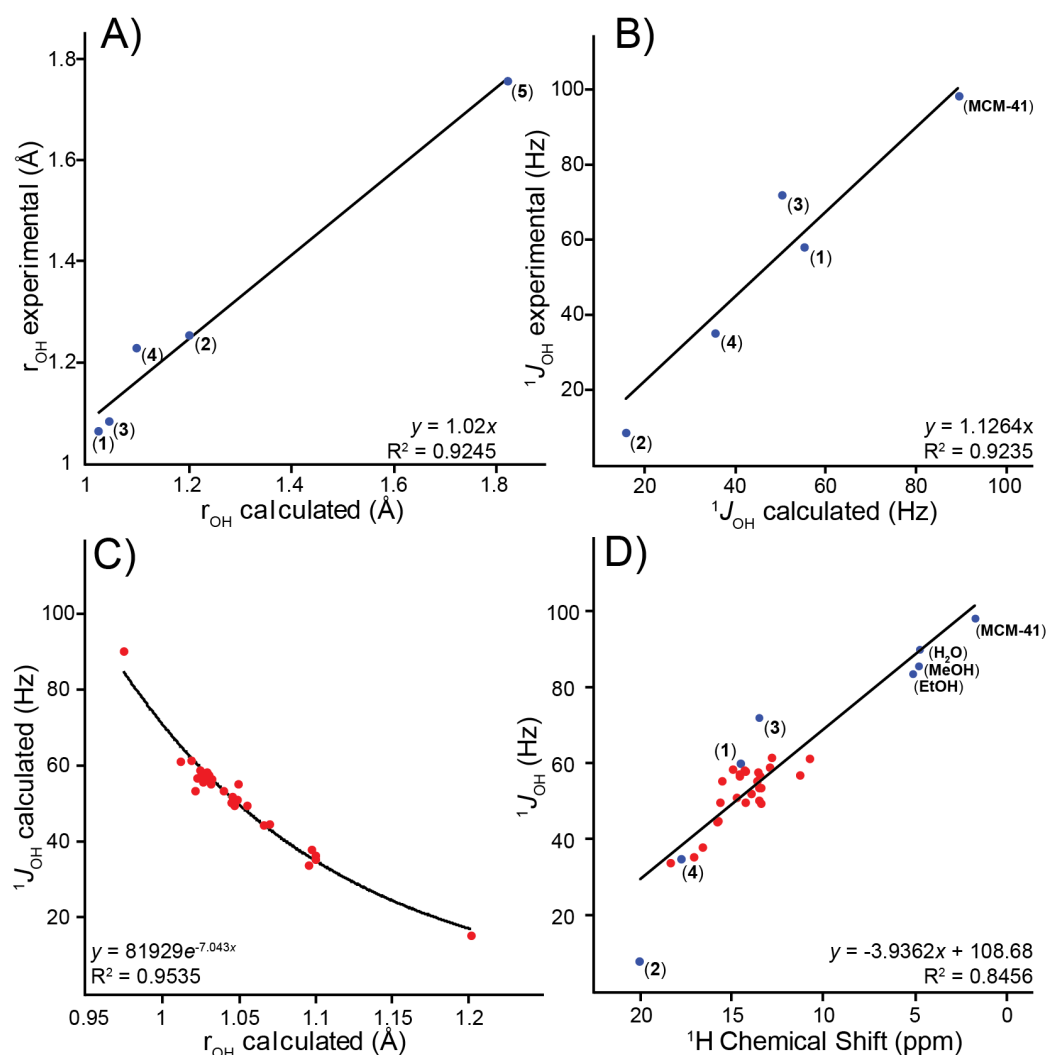 A)
1.8
1.6
1.4
1.2
1
rOH experimental (Å)
(5)
(4)
(2)
(3)
(1)
y = 1.02x
R² = 0.9245
1 1.2 1.4 1.6 1.8
rOH calculated (Å)
B)
100
80
60
40
20
¹JOH experimental (Hz)
(MCM-41)
(3)
(1)
(4)
(2)
y = 1.1264x
R² = 0.9235
20 40 60 80 100
¹JOH calculated (Hz)
C)
100
80
60
40
20
¹JOH calculated (Hz)
y = 81929e^-7.043x
R² = 0.9535
0.95 1 1.05 1.1 1.15 1.2
rOH calculated (Å)
D)
100
80
60
40
20
0
¹JOH (Hz)
(MCM-41)
(H₂O)
(MeOH)
(EtOH)
(3)
(1)
(4)
(2)
y = -3.9362x + 108.68
R² = 0.8456
20 15 10 5 0
¹H Chemical Shift (ppm)